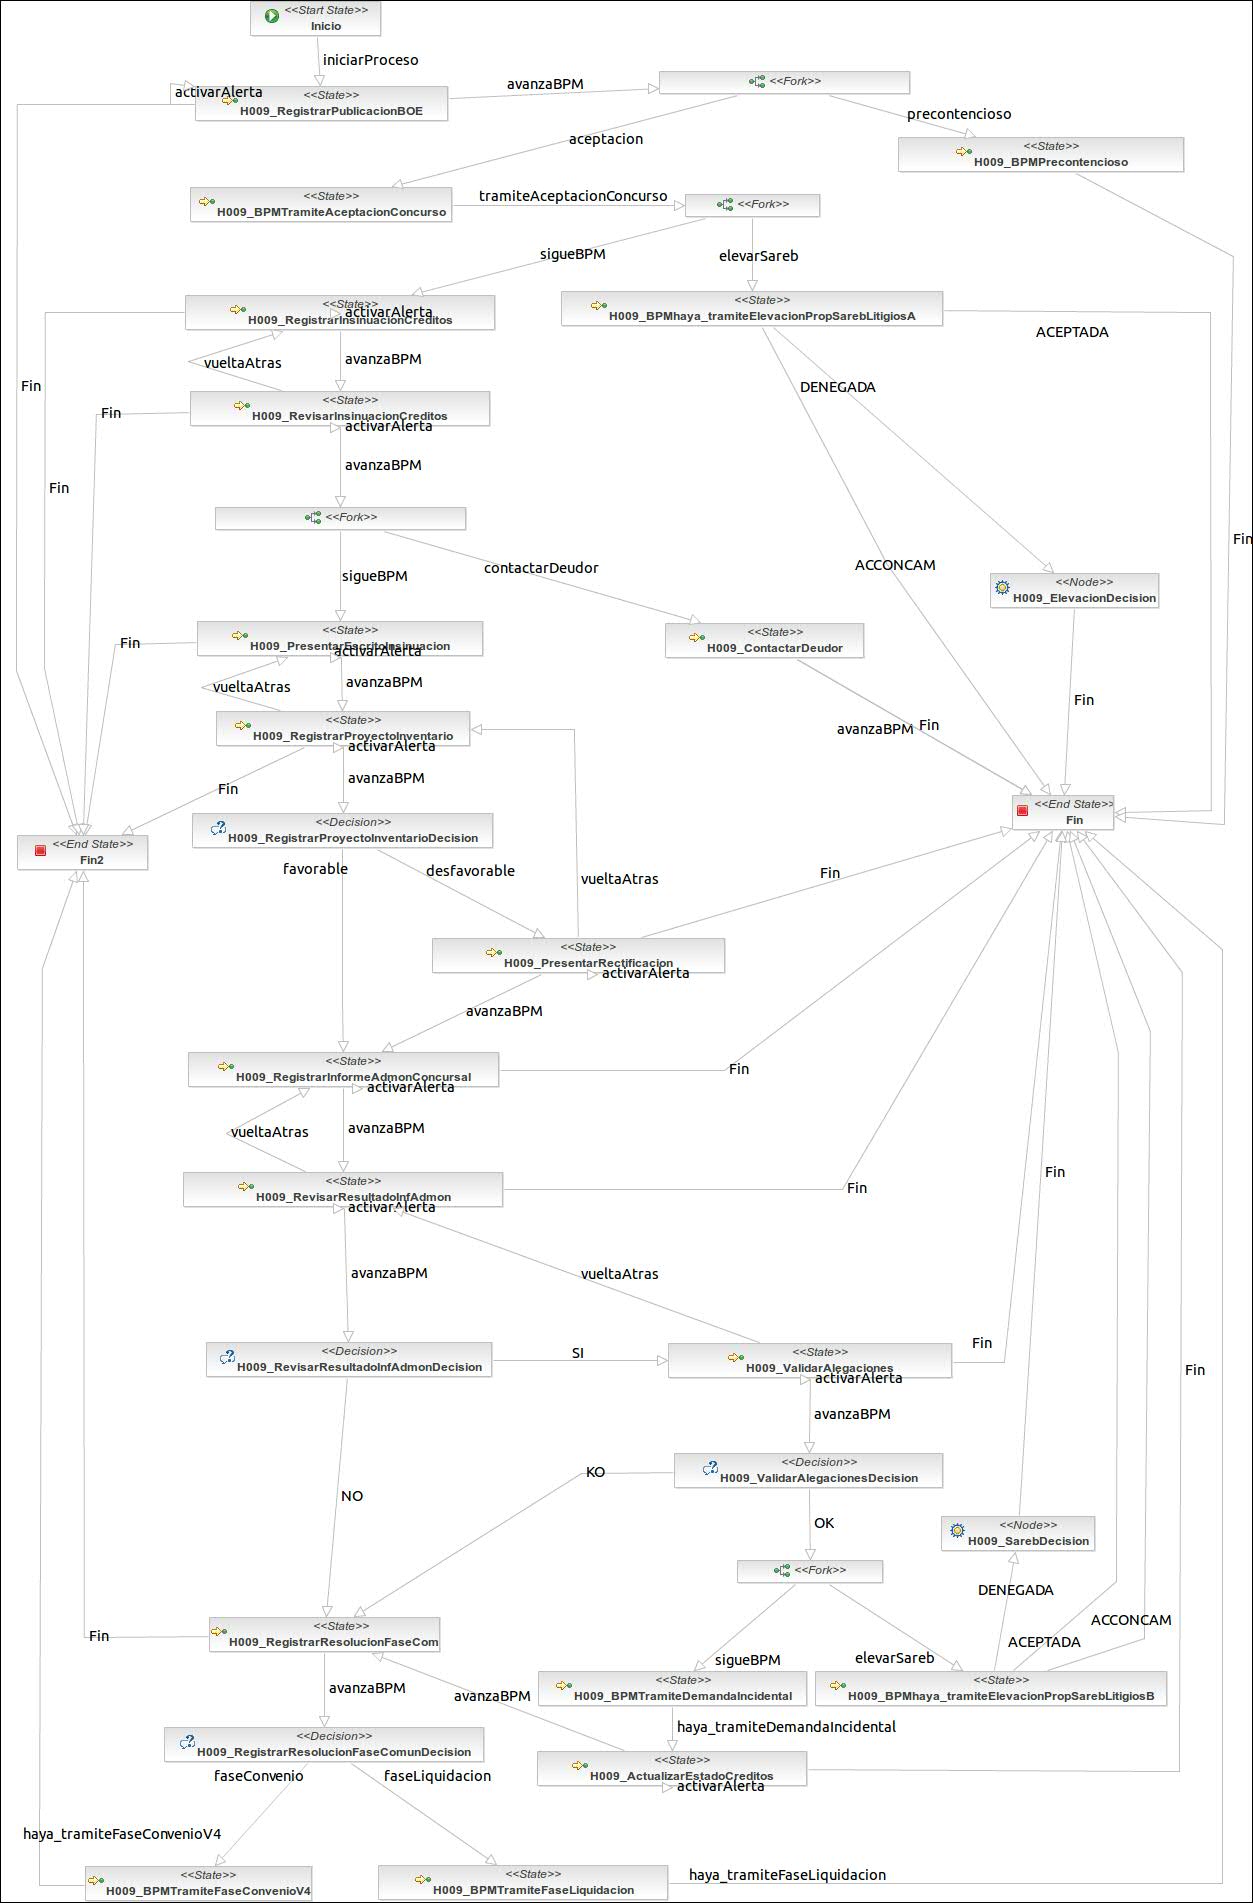 <<Start State>>
Inicio
iniciarProceso
activarAlerta
<<State>>
H009_RegistrarPublicacionBOE
avanzaBPM
<<Fork>>
precontencioso
aceptacion
<<State>>
H009_BPMPrecontencioso
<<State>>
H009_BPMTramiteAceptacionConcurso
tramiteAceptacionConcurso
<<Fork>>
sigueBPM
elevarSareb
<<State>>
H009_RegistrarInsinuacionCreditos
activarAlerta
<<State>>
H009_BPMhaya_tramiteElevacionPropSarebLitigiosA
ACEPTADA
vueltaAtras
avanzaBPM
Fin
DENEGADA
<<State>>
H009_RevisarInsinuacionCreditos
activarAlerta
Fin
avanzaBPM
Fin
<<Fork>>
Fin
sigueBPM
contactarDeudor
ACCONCAM
<<Node>>
H009_ElevacionDecision
<<State>>
H009_PresentarEscritoInsinuacion
activarAlerta
Fin
<<State>>
H009_ContactarDeudor
vueltaAtras
avanzaBPM
Fin
<<State>>
H009_RegistrarProyectoInventario
activarAlerta
avanzaBPM
Fin
Fin
avanzaBPM
<<End State>>
Fin
<<Decision>>
H009_RegistrarProyectoInventarioDecision
<<End State>>
Fin2
favorable
desfavorable
vueltaAtras
Fin
<<State>>
H009_PresentarRectificacion
activarAlerta
avanzaBPM
<<State>>
H009_RegistrarInformeAdmonConcursal
activarAlerta
Fin
vueltaAtras
avanzaBPM
<<State>>
H009_RevisarResultadoInfAdmon
activarAlerta
Fin
Fin
avanzaBPM
vueltaAtras
<<Decision>>
H009_RevisarResultadoInfAdmonDecision
SI
<<State>>
H009_ValidarAlegaciones
activarAlerta
Fin
Fin
avanzaBPM
<<Decision>>
H009_ValidarAlegacionesDecision
KO
NO
OK
<<Node>>
H009_SarebDecision
<<Fork>>
DENEGADA
<<State>>
H009_RegistrarResolucionFaseCom
Fin
ACCONCAM
ACEPTADA
sigueBPM
elevarSareb
avanzaBPM
avanzaBPM
<<State>>
H009_BPMTramiteDemandaIncidental
<<State>>
H009_BPMhaya_tramiteElevacionPropSarebLitigiosB
haya_tramiteDemandaIncidental
<<Decision>>
H009_RegistrarResolucionFaseComunDecision
<<State>>
H009_ActualizarEstadoCreditos
activarAlerta
faseConvenio
faseLiquidacion
haya_tramiteFaseConvenioV4
<<State>>
H009_BPMTramiteFaseConvenioV4
<<State>>
H009_BPMTramiteFaseLiquidacion
haya_tramiteFaseLiquidacion